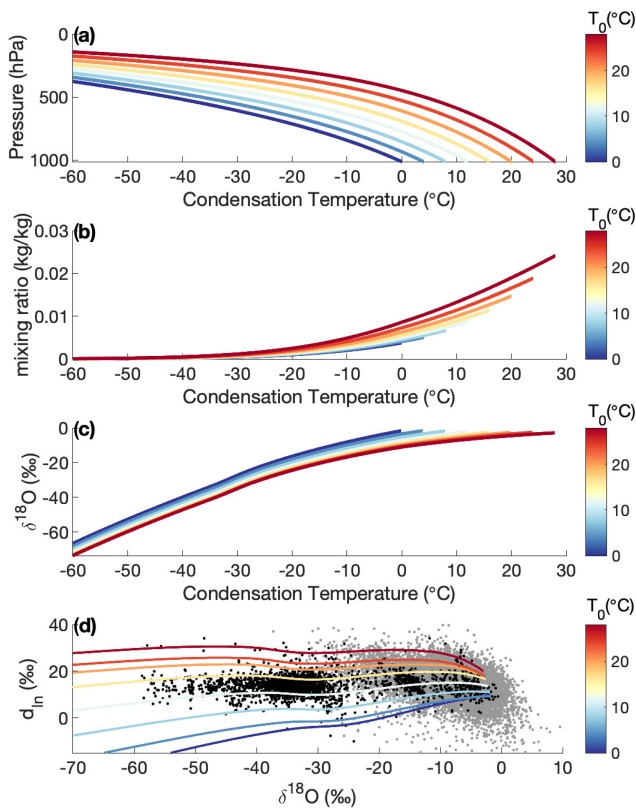 (a)
T0(°C)
0
500
1000
Pressure (hPa)
20
10
0
-60 -50 -40 -30 -20 -10 0 10 20 30
Condensation Temperature (°C)
(b)
T0(°C)
0.03
0.02
0.01
0
mixing ratio (kg/kg)
20
10
0
-60 -50 -40 -30 -20 -10 0 10 20 30
Condensation Temperature (°C)
(c)
T0(°C)
0
-20
-40
-60
δ18O (‰)
20
10
0
-60 -50 -40 -30 -20 -10 0 10 20 30
Condensation Temperature (°C)
(d)
T0(°C)
40
20
0
dln (‰)
20
10
0
-70 -60 -50 -40 -30 -20 -10 0 10
δ18O (‰)